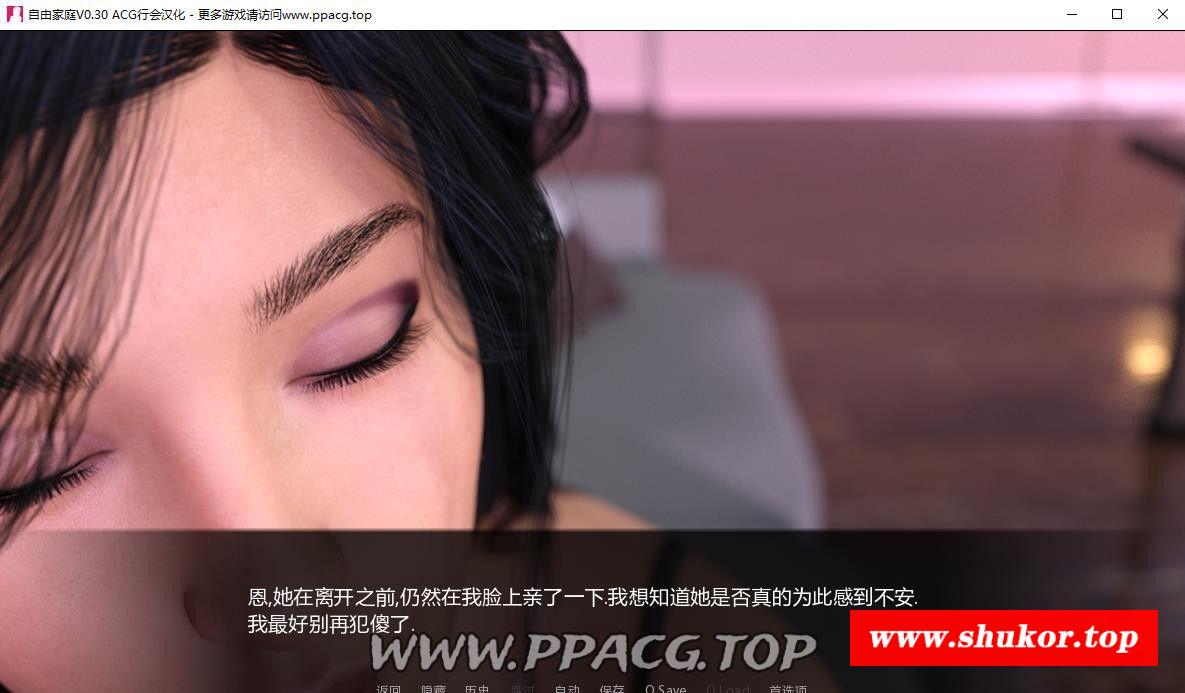 自由家庭V0.30 ACG行会汉化 - 更多游戏请访问www.ppacg.top
恩,她在离开之前,仍然在我脸上亲了一下.我想知道她是否真的为此感到不安.
我最好别再犯傻了.
WWW.PPACG.TOP
www.shukor.top
返回 隐藏 历史 跳过 自动 保存 Q.Save Q.Load 首选项